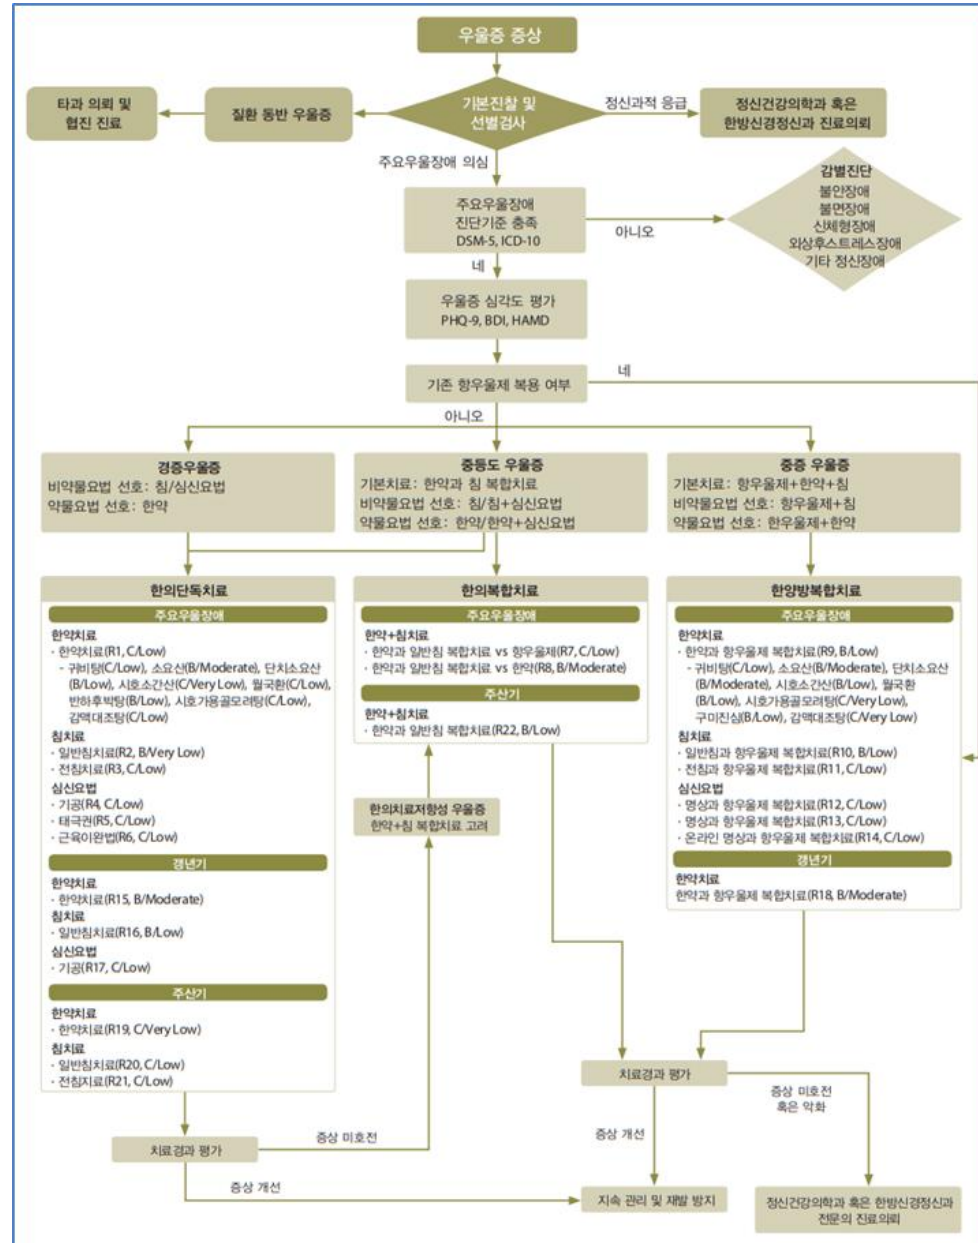 우울증 증상
타과 의뢰 및
협진 진료
질환 동반 우울증
기본진찰 및
선별검사
정신과적 응급
정신건강의학과 혹은
한방신경정신과 진료의뢰
주요우울장애 의심
주요우울장애
진단기준 충족
DSM-5, ICD-10
아니오
감별진단
불안장애
불면장애
신체형장애
외상후스트레스장애
기타 정신장애
네
우울증 심각도 평가
PHQ-9, BDI, HAMD
기존 항우울제 복용 여부
네
아니오
경증우울증
비약물요법 선호: 침/심신요법
약물요법 선호: 한약
중등도 우울증
기본치료: 한약과 침 복합치료
비약물요법 선호: 침/침+심신요법
약물요법 선호: 한약/한약+심신요법
중증 우울증
기본치료: 항우울제+한약+침
비약물요법 선호: 항우울제+침
약물요법 선호: 한우울제+한약
한의단독치료
주요우울장애
한약치료
· 한약치료(R1, C/Low)
- 귀비탕(C/Low), 소요산(B/Moderate), 단치소요산
(B/Low), 시호소간산(C/Very Low), 월국환(C/Low),
반하후박탕(B/Low), 시호가용골모려탕(C/Low),
감맥대조탕(C/Low)
침치료
· 일반침치료(R2, B/Very Low)
· 전침치료(R3, C/Low)
심신요법
· 기공(R4, C/Low)
· 태극권(R5, C/Low)
· 근육이완법(R6, C/Low)
갱년기
한약치료
· 한약치료(R15, B/Moderate)
침치료
· 일반침치료(R16, B/Low)
심신요법
· 기공(R17, C/Low)
주산기
한약치료
· 한약치료(R19, C/Very Low)
침치료
· 일반침치료(R20, C/Low)
· 전침지료(R21, C/Low)
한의복합치료
주요우울장애
한약+침치료
· 한약과 일반침 복합치료 vs 항우울제(R7, C/Low)
· 한약과 일반침 복합치료 vs 한약(R8, B/Moderate)
주산기
한약+침치료
· 한약과 일반침 복합치료(R22, B/Low)
한의치료저항성 우울증
한약+침 복합치료 고려
한양방복합치료
주요우울장애
한약치료
· 한약과 항우울제 복합치료(R9, B/Low)
- 귀비탕(C/Low), 소요산(B/Moderate), 단치소요산
(B/Moderate), 시호소간산(B/Low), 월국환
(B/Low), 시호가용골모려탕(C/Very Low),
구미진심(B/Low), 감맥대조탕(C/Very Low)
침치료
· 일반침과 항우울제 복합치료(R10, B/Low)
· 전침과 항우울제 복합치료(R11, C/Low)
심신요법
· 명상과 항우울제 복합치료(R12, C/Low)
· 명상과 항우울제 복합치료(R13, C/Low)
· 온라인 명상과 항우울제 복합치료(R14, C/Low)
갱년기
한약치료
한약과 항우울제 복합치료(R18, B/Moderate)
치료경과 평가
증상 미호전
혹은 악화
증상 개선
치료경과 평가
증상 미호전
증상 개선
지속 관리 및 재발 방지
정신건강의학과 혹은 한방신경정신과
전문의 진료의뢰